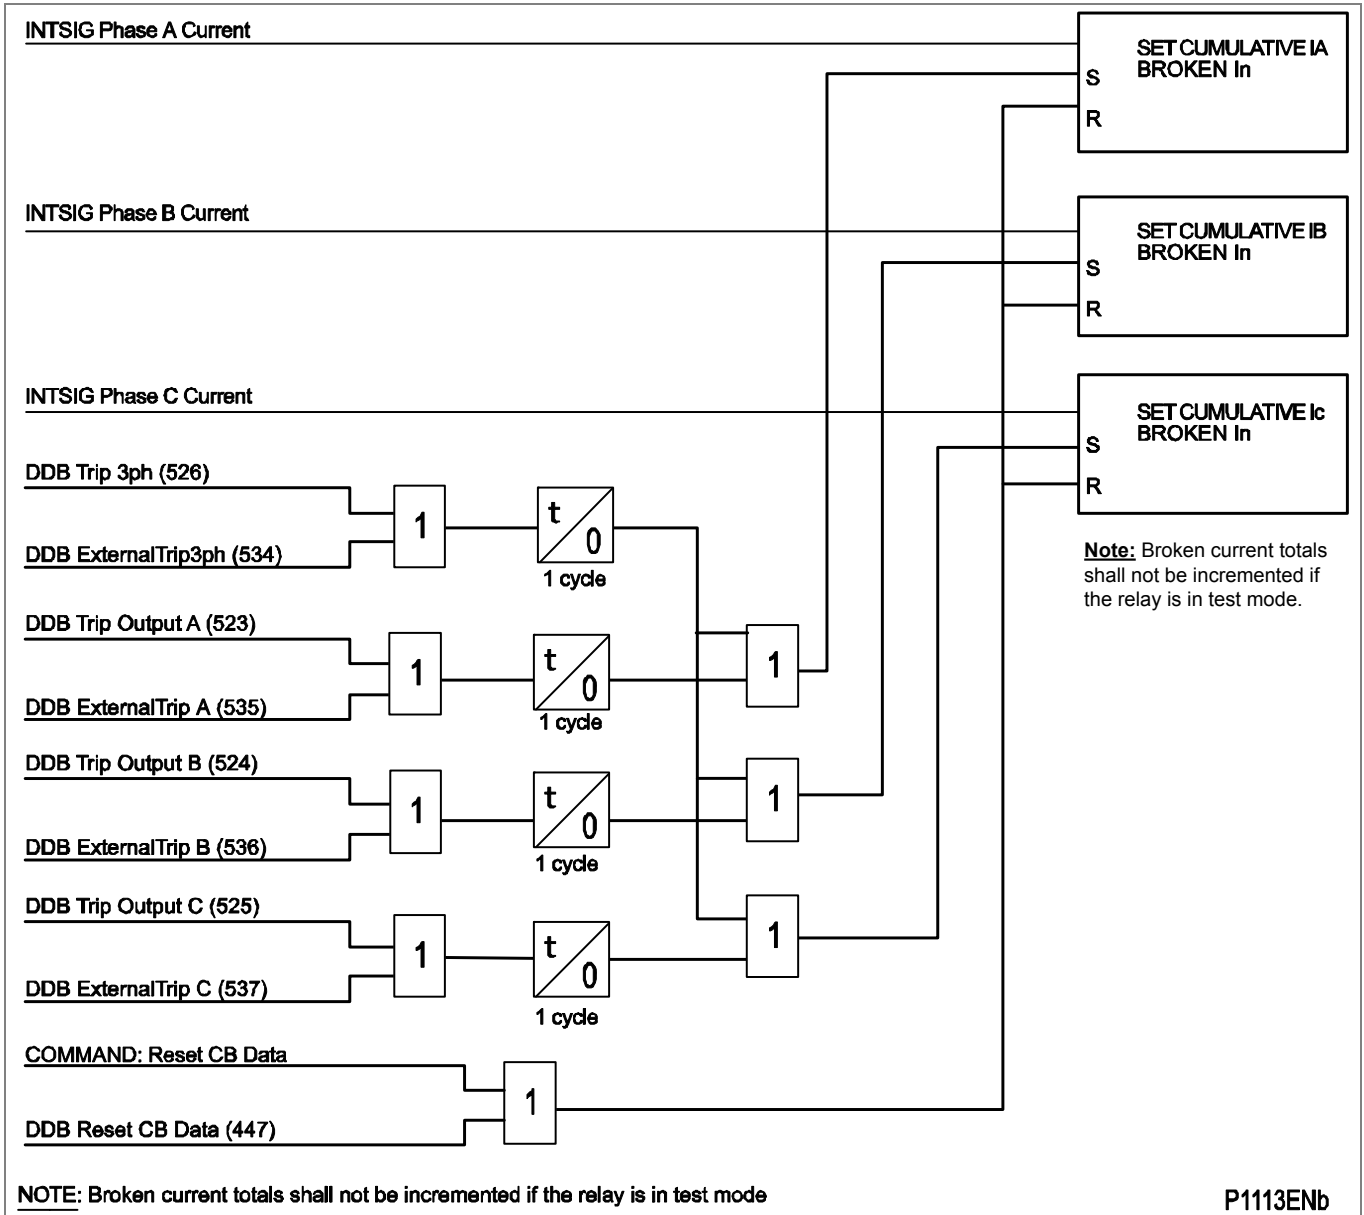 INTSIG Phase A Current
SET CUMULATIVE IA
BROKEN In
S
R
INTSIG Phase B Current
SET CUMULATIVE IB
BROKEN In
S
R
INTSIG Phase C Current
SET CUMULATIVE Ic
BROKEN In
S
R
Note: Broken current totals
shall not be incremented if
the relay is in test mode.
DDB Trip 3ph (526)
DDB ExternalTrip3ph (534)
1
t
0
1 cycle
DDB Trip Output A (523)
DDB ExternalTrip A (535)
1
t
0
1 cycle
1
DDB Trip Output B (524)
DDB ExternalTrip B (536)
1
t
0
1 cycle
1
DDB Trip Output C (525)
DDB ExternalTrip C (537)
1
t
0
1 cycle
1
COMMAND: Reset CB Data
DDB Reset CB Data (447)
1
NOTE: Broken current totals shall not be incremented if the relay is in test mode
P1113ENb